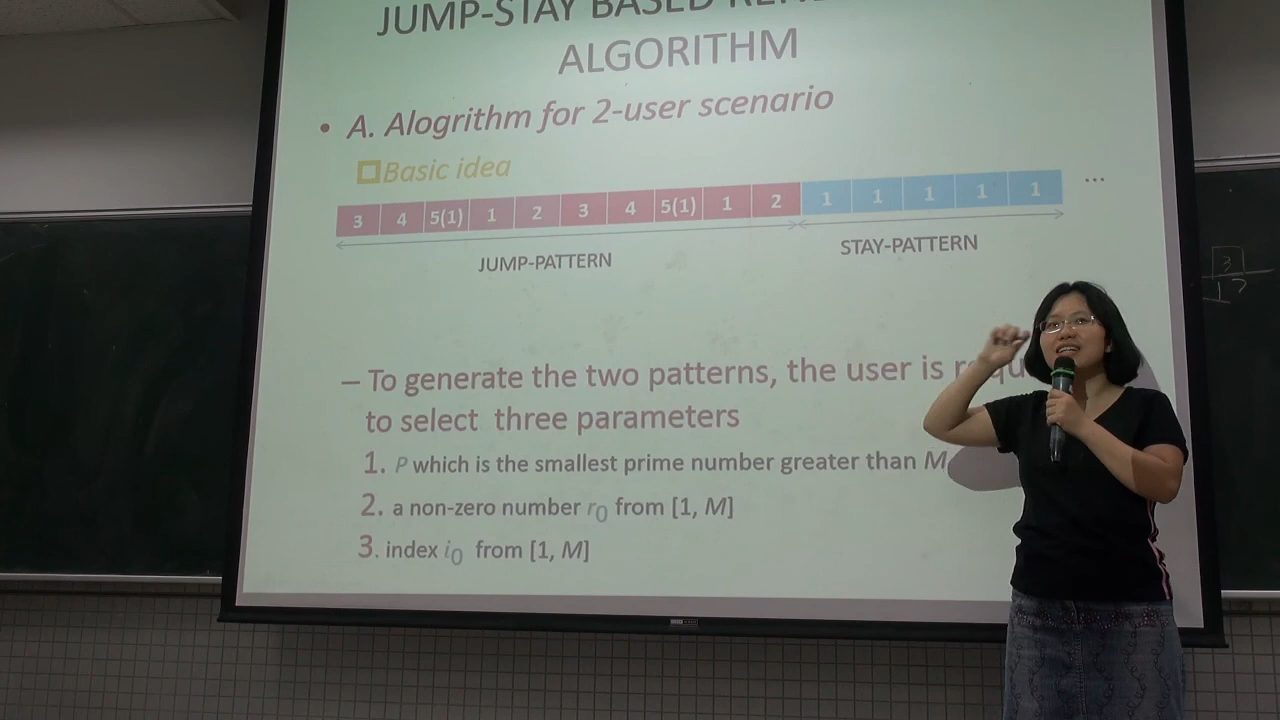 JUMP-STAY BASED
ALGORITHM
• A. Alogrithm for 2-user scenario
Basic idea
3 4 5(1) 1 2 3 4 5(1) 1 2 1 1 1 1 1 ...
JUMP-PATTERN STAY-PATTERN
3
17
– To generate the two patterns, the user is
to select three parameters
1. P which is the smallest prime number greater than M
2. a non-zero number r0 from [1, M]
3. index i0 from [1, M]